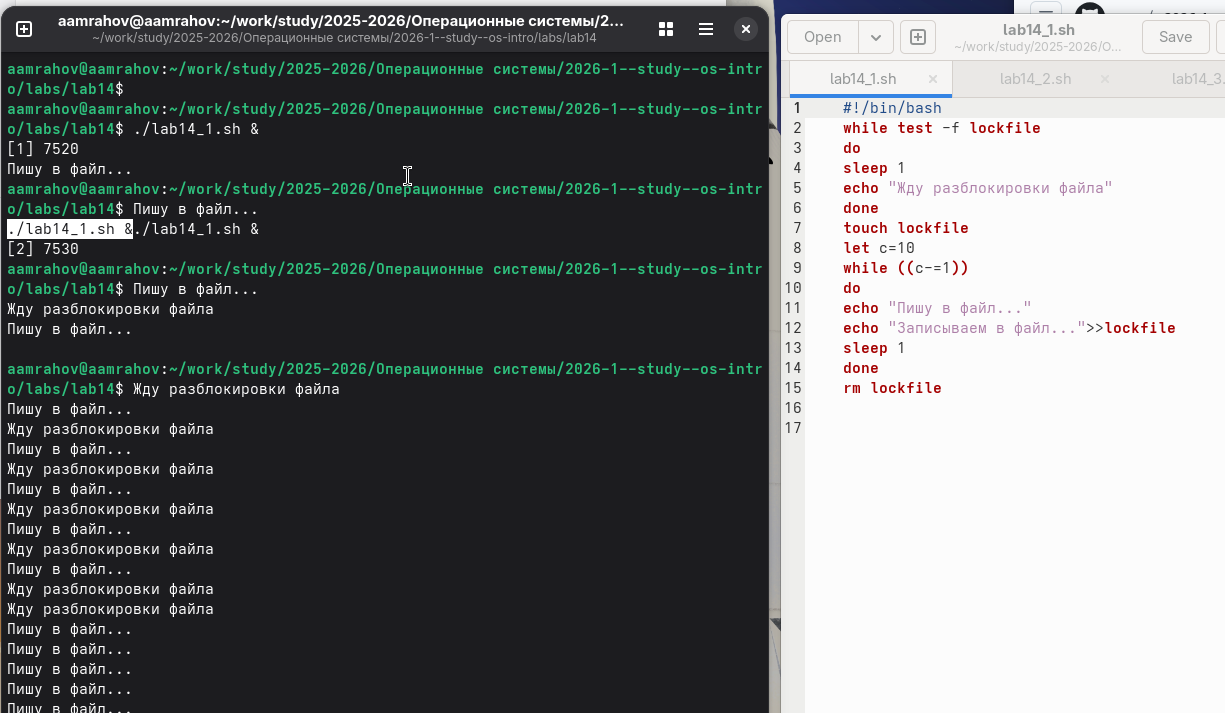 aamrahov@aamrahov:~/work/study/2025-2026/Операционные системы/2...
~/work/study/2025-2026/Операционные системы/2026-1--study--os-intro/labs/lab14
aamrahov@aamrahov:~/work/study/2025-2026/Операционные системы/2026-1--study--os-intr
o/labs/lab14$
aamrahov@aamrahov:~/work/study/2025-2026/Операционные системы/2026-1--study--os-intr
o/labs/lab14$ ./lab14_1.sh &
[1] 7520
Пишу в файл...
aamrahov@aamrahov:~/work/study/2025-2026/Операционные системы/2026-1--study--os-intr
o/labs/lab14$ Пишу в файл...
./lab14_1.sh &./lab14_1.sh &
[2] 7530
aamrahov@aamrahov:~/work/study/2025-2026/Операционные системы/2026-1--study--os-intr
o/labs/lab14$ Пишу в файл...
Жду разблокировки файла
Пишу в файл...
aamrahov@aamrahov:~/work/study/2025-2026/Операционные системы/2026-1--study--os-intr
o/labs/lab14$ Жду разблокировки файла
Пишу в файл...
Жду разблокировки файла
Пишу в файл...
Жду разблокировки файла
Пишу в файл...
Жду разблокировки файла
Пишу в файл...
Жду разблокировки файла
Пишу в файл...
Жду разблокировки файла
Жду разблокировки файла
Пишу в файл...
Пишу в файл...
Пишу в файл...
Пишу в файл...
Пишу в файл...
Open
lab14_1.sh
~/work/study/2025-2026/О...
Save
lab14_1.sh
lab14_2.sh
lab14_3.
1 #!/bin/bash
2 while test -f lockfile
3 do
4 sleep 1
5 echo "Жду разблокировки файла"
6 done
7 touch lockfile
8 let c=10
9 while ((c-=1))
10 do
11 echo "Пишу в файл..."
12 echo "Записываем в файл...">>lockfile
13 sleep 1
14 done
15 rm lockfile
16
17